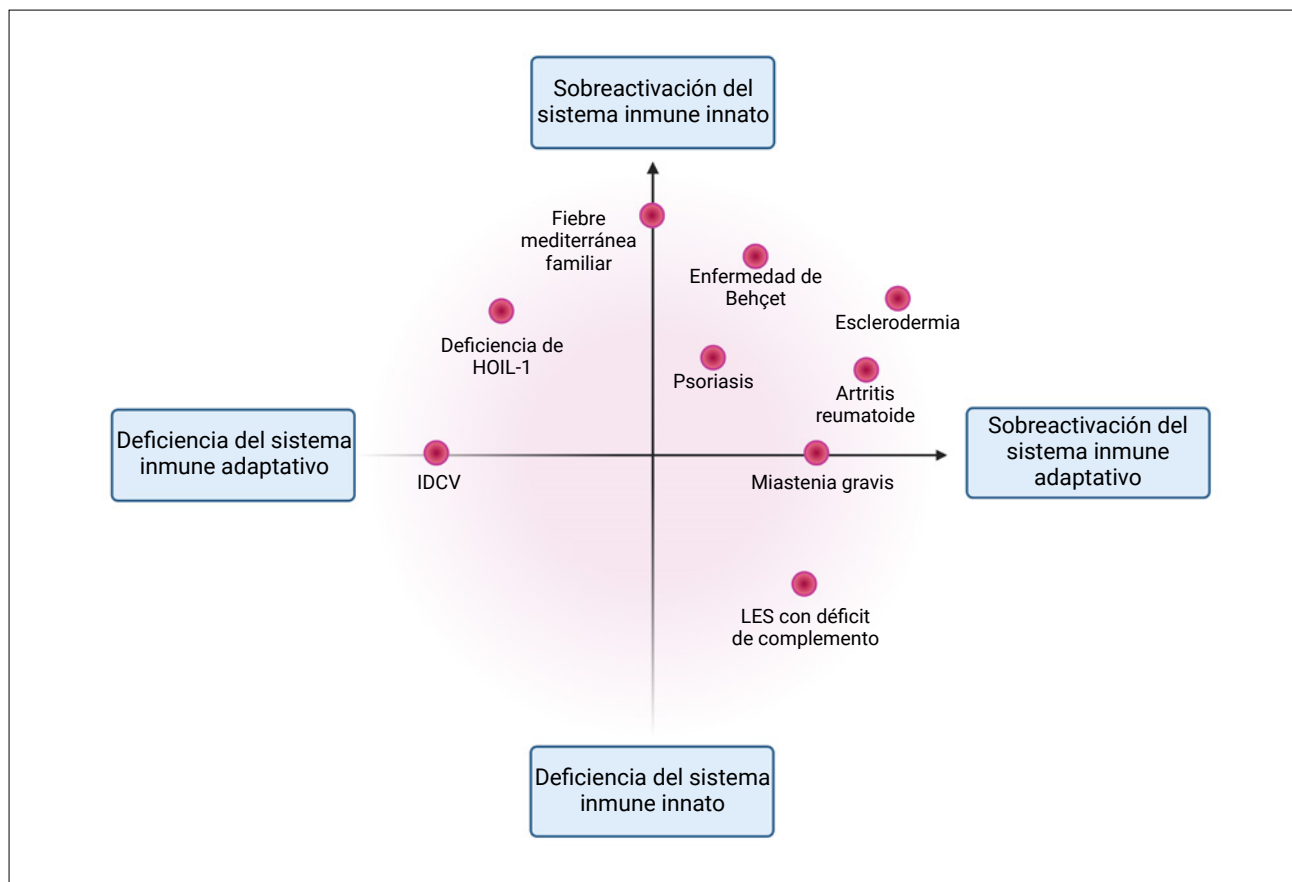 Sobreactivación del
sistema inmune innato
Fiebre
mediterránea
familiar
Enfermedad de
Behçet
Esclerodermia
Deficiencia de
HOIL-1
Psoriasis
Artritis
reumatoide
Deficiencia del sistema
inmune adaptativo
Sobreactivación del
sistema inmune
adaptativo
IDCV
Miastenia gravis
LES con déficit
de complemento
Deficiencia del sistema
inmune innato